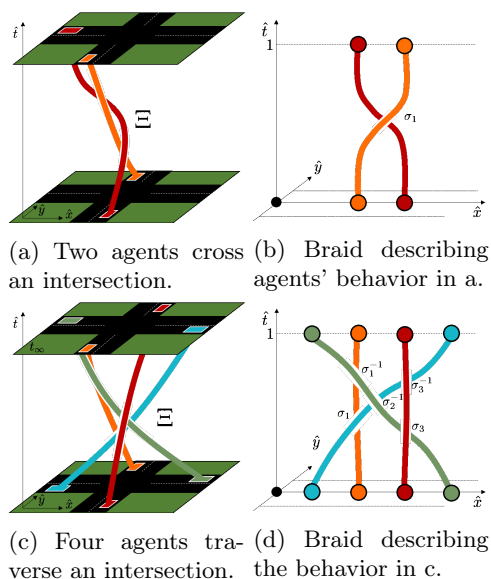 t̂
Ξ
ŷ
x̂
(a) Two agents cross
an intersection.
t̂
1
σ₁
ŷ
x̂
(b) Braid describing
agents' behavior in a.
t̂
t∞
Ξ
ŷ
x̂
(c) Four agents tra-
verse an intersection.
t̂
1
σ₁⁻¹
σ₃⁻¹
σ₂⁻¹
σ₁
σ₃
ŷ
x̂
(d) Braid describing
the behavior in c.